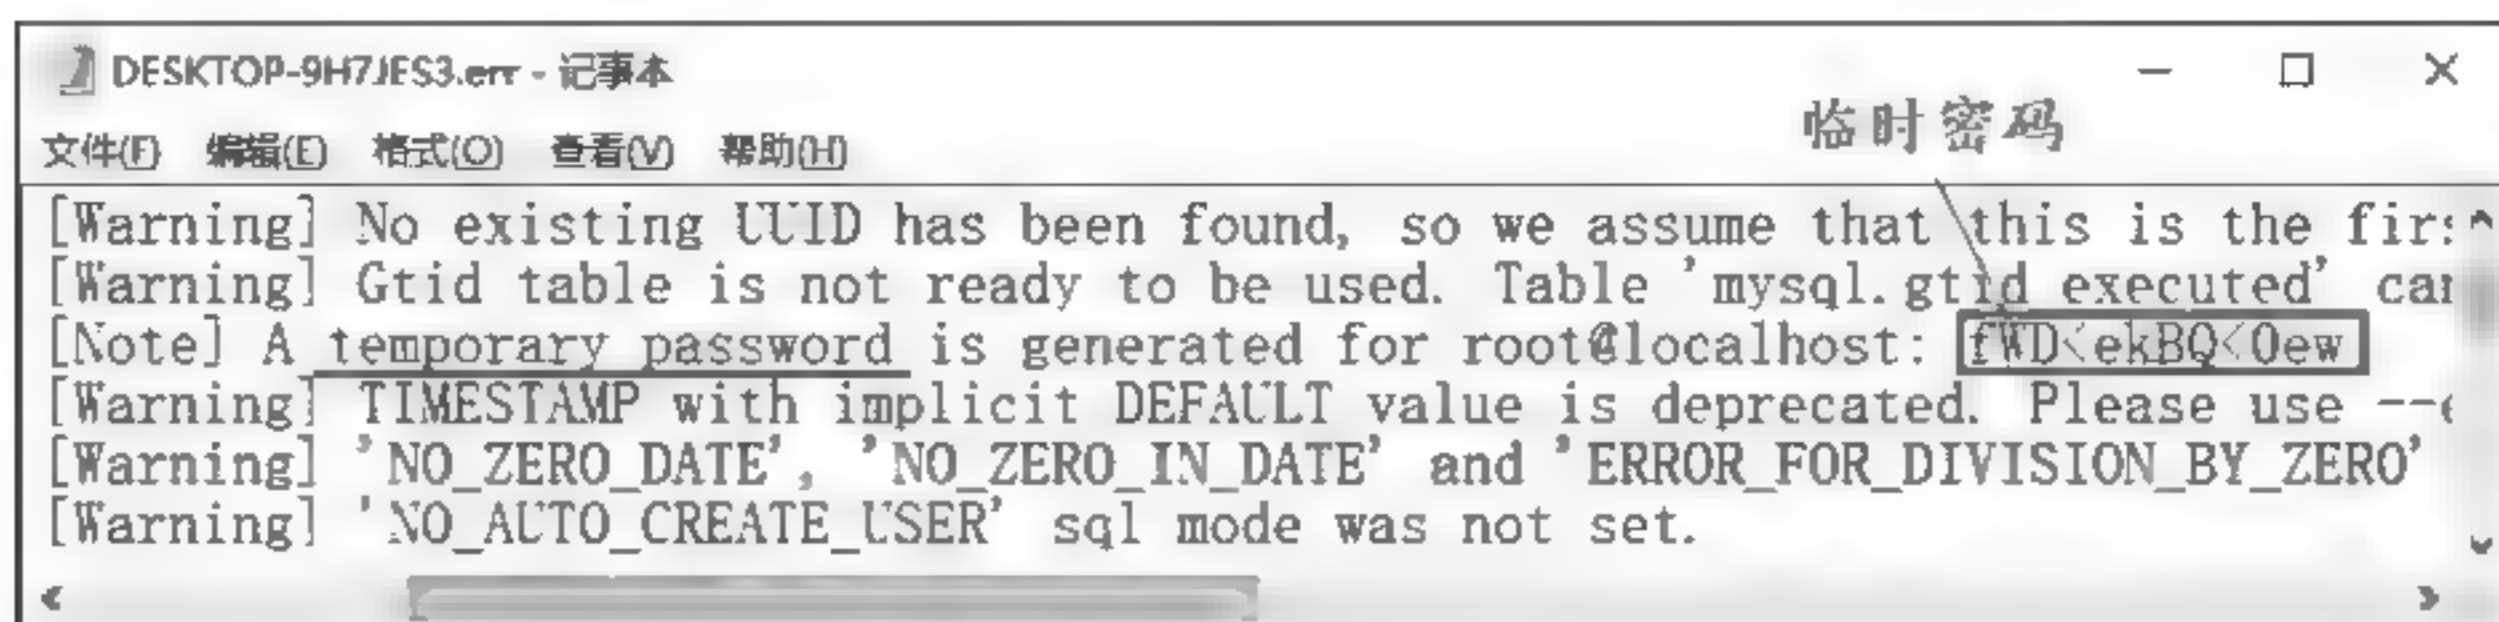 DESKTOP-9H7JES3.err - 记事本
临时密码
文件(F) 编辑(E) 格式(O) 查看(V) 帮助(H)
[Warning] No existing UUID has been found, so we assume that this is the firs
[Warning] Gtid table is not ready to be used. Table 'mysql.gtid_executed' can
[Note] A temporary password is generated for root@localhost: fWD<ekBQ<0ew
[Warning] TIMESTAMP with implicit DEFAULT value is deprecated. Please use --e
[Warning] 'NO_ZERO_DATE', 'NO_ZERO_IN_DATE' and 'ERROR_FOR_DIVISION_BY_ZERO'
[Warning] 'NO_AUTO_CREATE_USER' sql mode was not set.